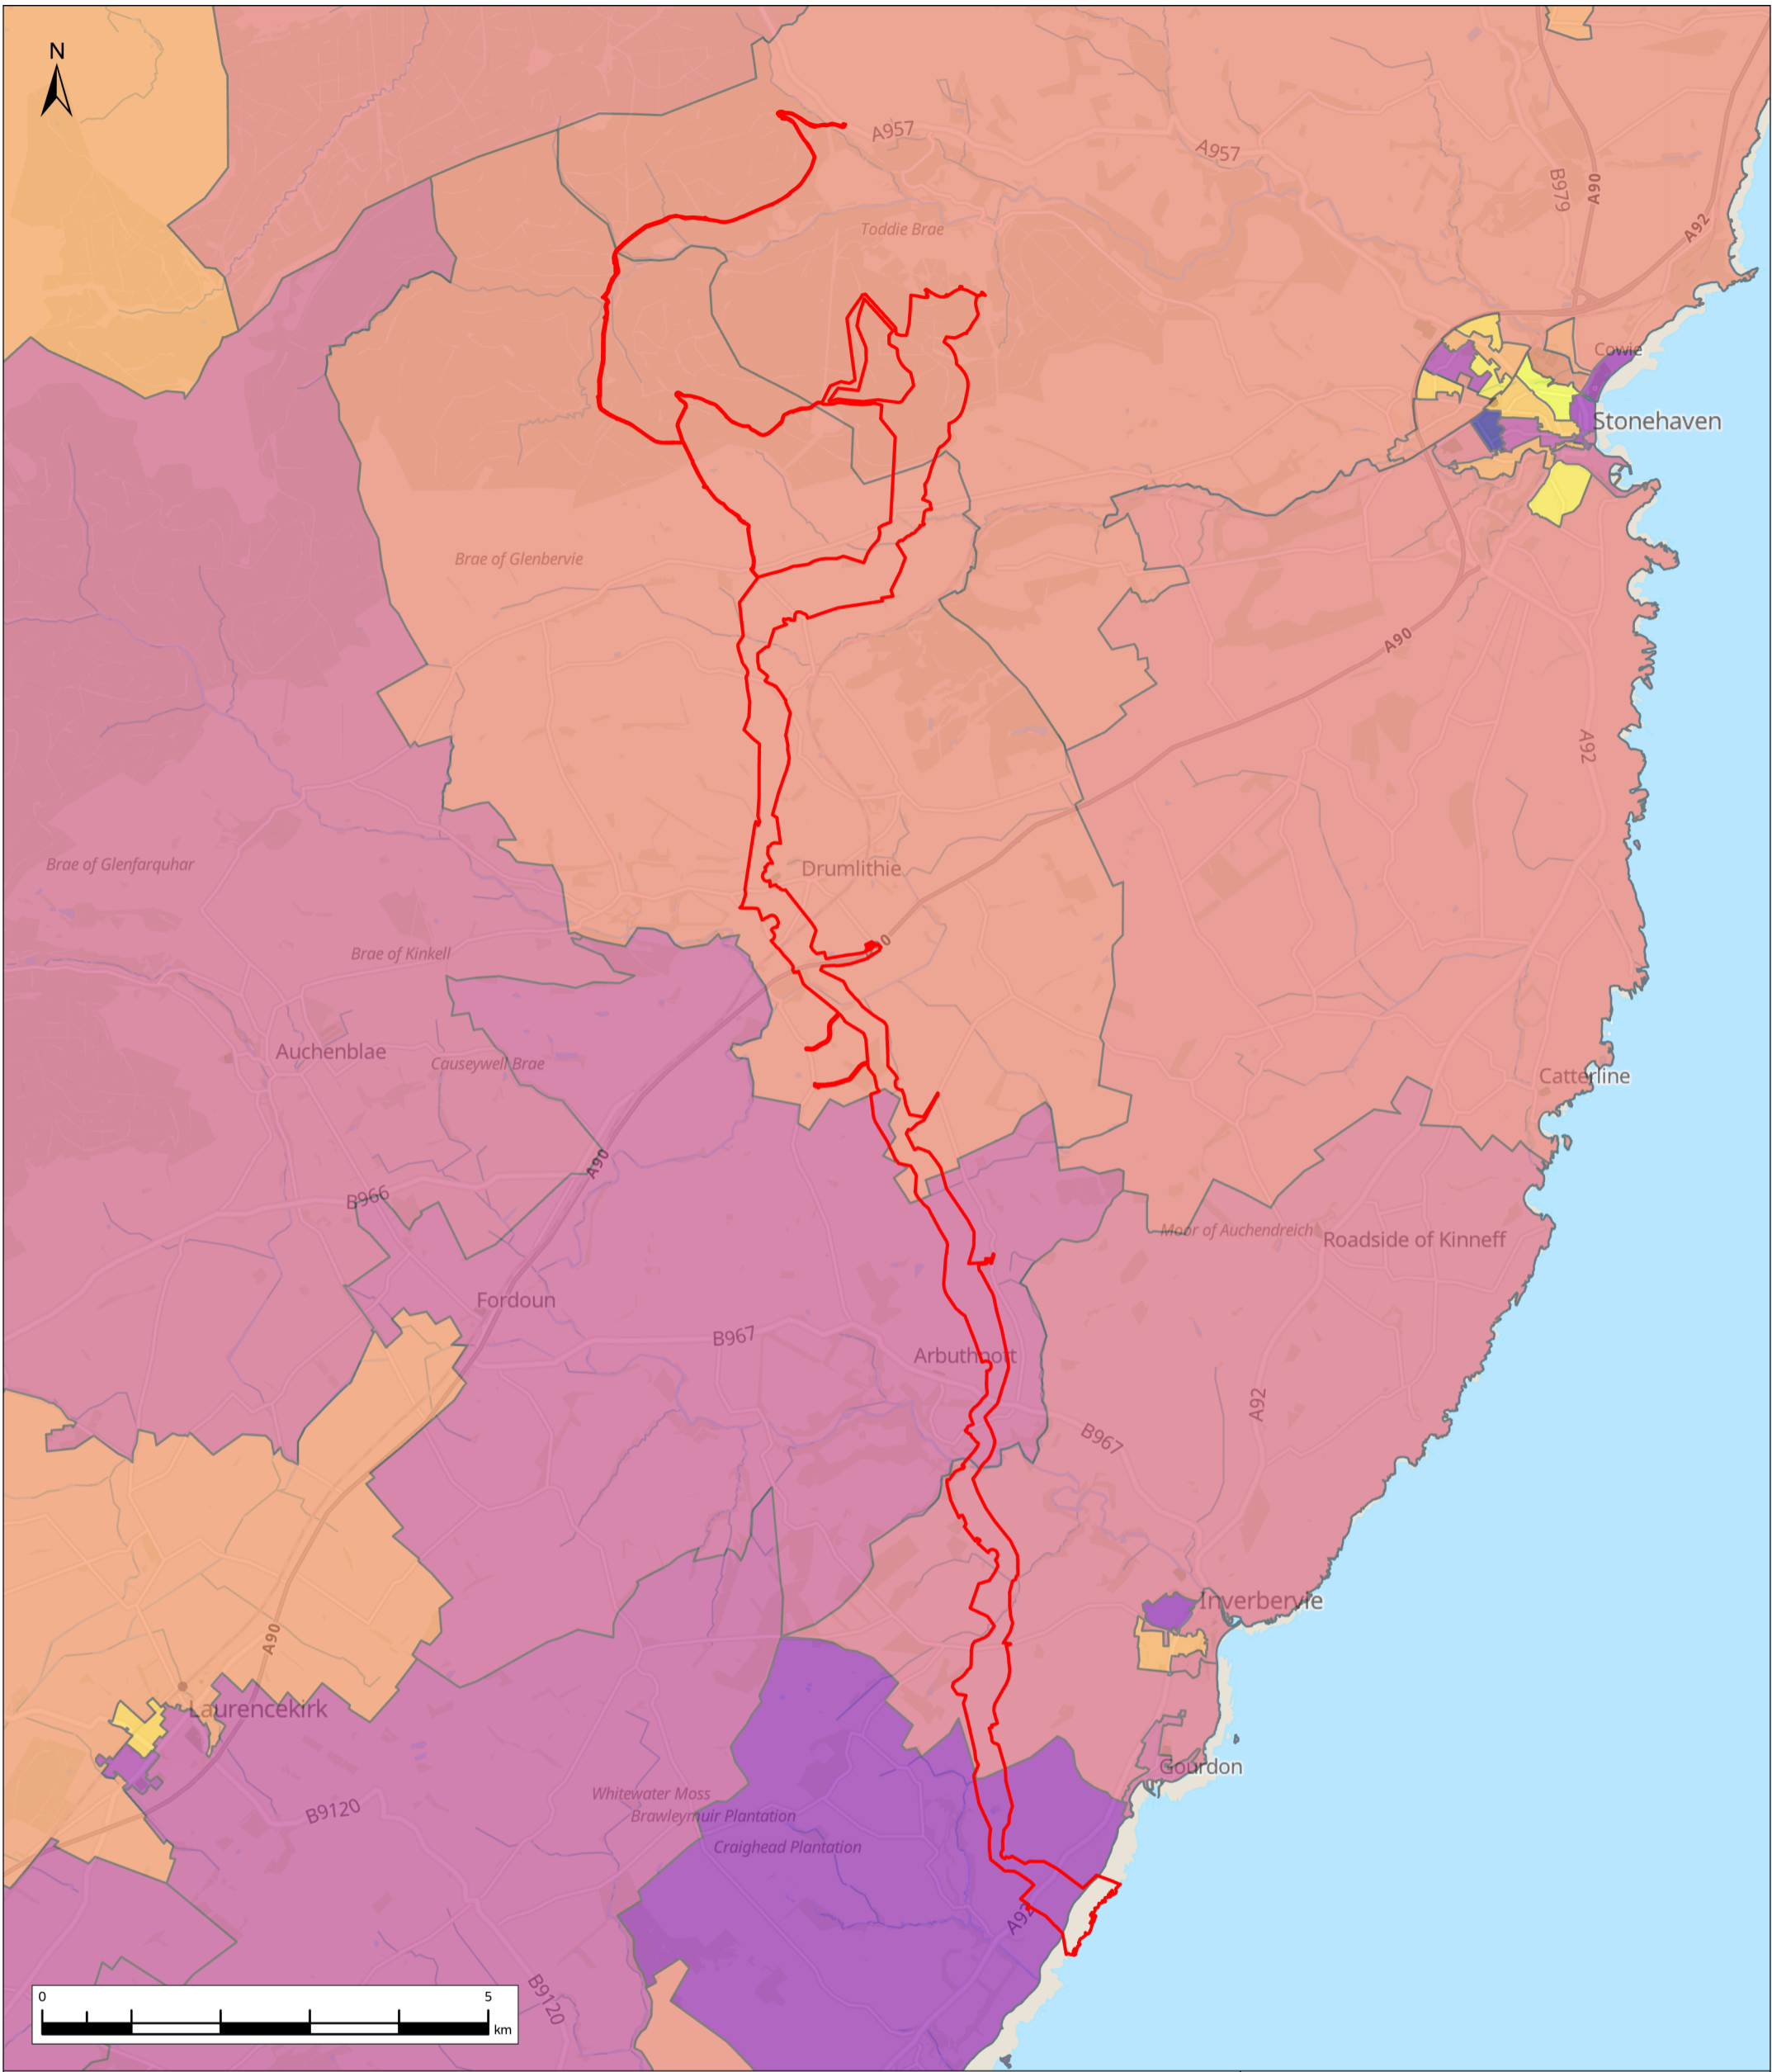 N
A957
A957
B979
A90
A92
Toddie Brae
Cowie
Stonehaven
Brae of Glenbervie
A90
A92
Brae of Glenfarquhar
Drumlithie
Brae of Kinkell
0
Auchenblae
Causeywell Brae
Catterline
A90
B966
Moor of Auchendreich
Roadside of Kinneff
Fordoun
B967
Arbuthnott
A92
B967
Inverbervie
A90
Laurencekirk
Gourdon
Whitewater Moss
B9120
Brawleymuir Plantation
Craighead Plantation
A92
B9120
0 5
km